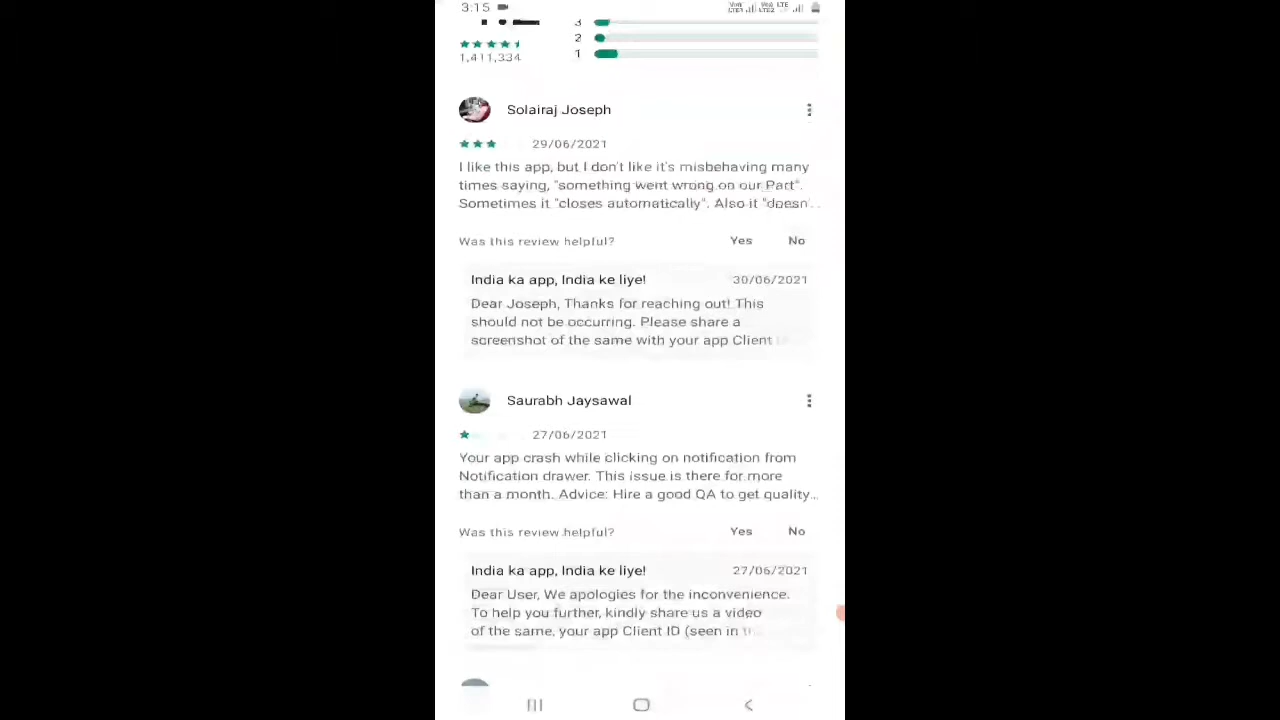 3:15
3
2
1,411,334
1
Solairaj Joseph
29/06/2021
I like this app, but I don't like it's misbehaving many
times saying, "something went wrong on our Part".
Sometimes it "closes automatically". Also it "doesn'...
Was this review helpful? Yes No
India ka app, India ke liye! 30/06/2021
Dear Joseph, Thanks for reaching out! This
should not be occurring. Please share a
screenshot of the same with your app Client
Saurabh Jaysawal
27/06/2021
Your app crash while clicking on notification from
Notification drawer. This issue is there for more
than a month. Advice: Hire a good QA to get quality...
Was this review helpful? Yes No
India ka app, India ke liye! 27/06/2021
Dear User, We apologies for the inconvenience.
To help you further, kindly share us a video
of the same, your app Client ID (seen in